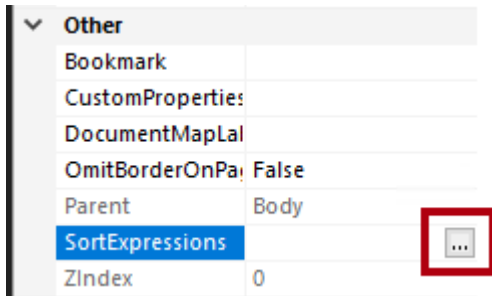 Other
Bookmark
CustomProperties
DocumentMapLal
OmitBorderOnPa False
Parent Body
SortExpressions ...
ZIndex 0